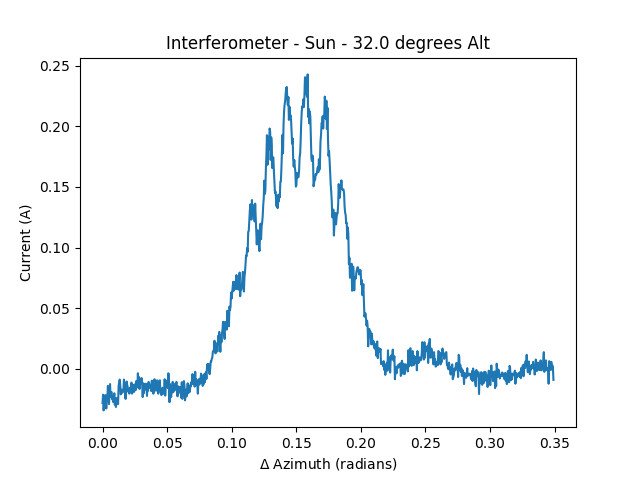 Interferometer - Sun - 32.0 degrees Alt
0.25
0.20
0.15
0.10
0.05
0.00
Current (A)
0.00 0.05 0.10 0.15 0.20 0.25 0.30 0.35
Δ Azimuth (radians)